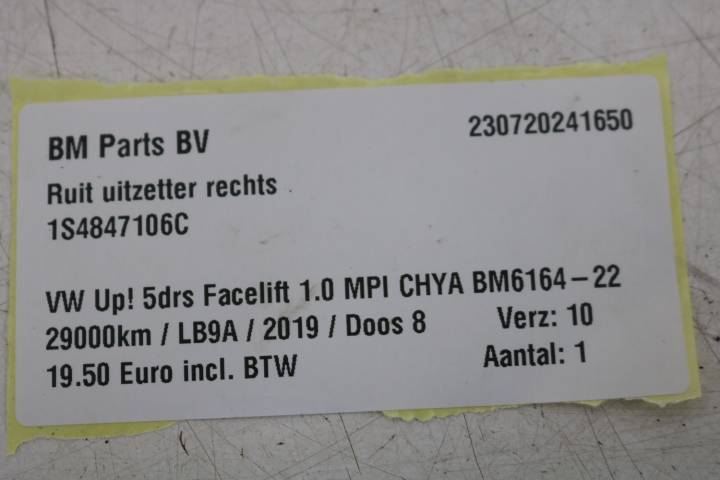 BM Parts BV 230720241650
Ruit uitzetter rechts
1S4847106C
VW Up! 5drs Facelift 1.0 MPI CHYA BM6164-22
29000km / LB9A / 2019 / Doos 8 Verz: 10
19.50 Euro incl. BTW Aantal: 1